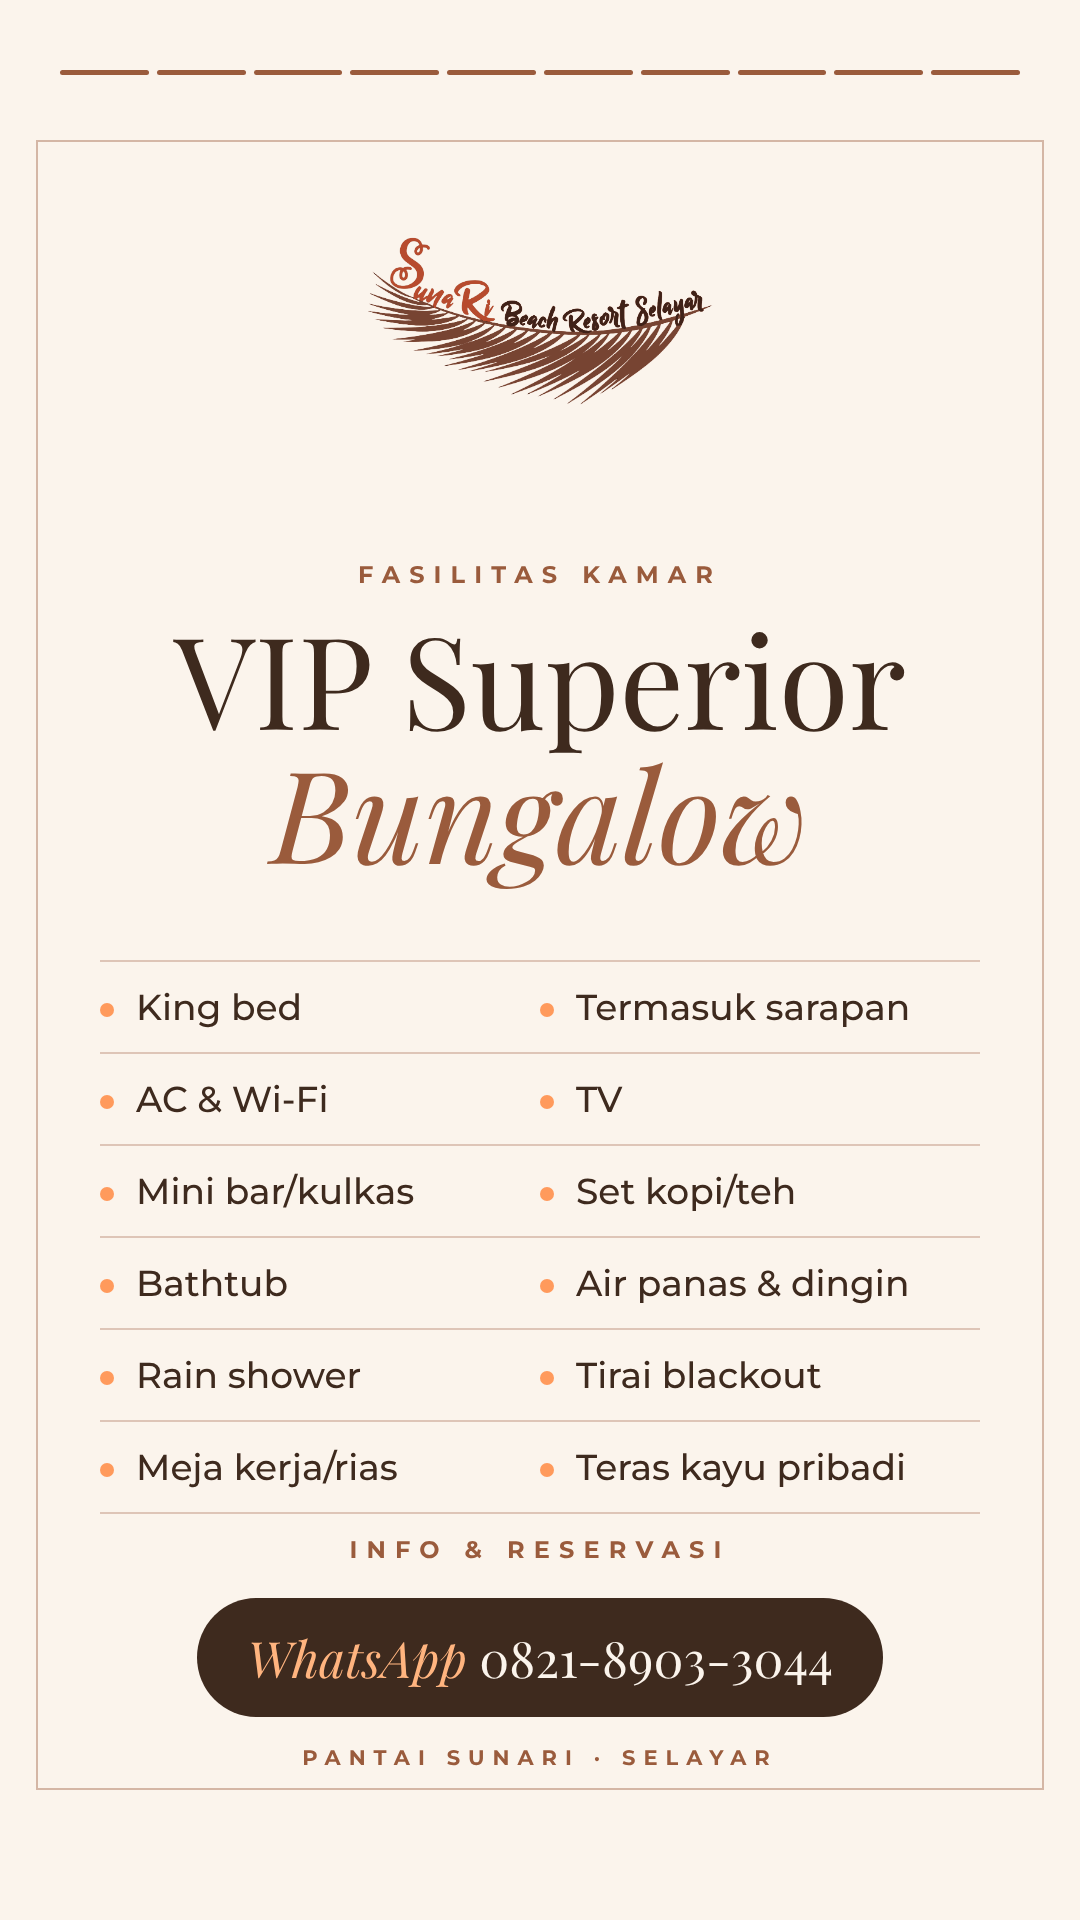 SunaRi Beach Resort Selayar
FASILITAS KAMAR
VIP Superior
Bungalow
King bed
Termasuk sarapan
AC & Wi-Fi
TV
Mini bar/kulkas
Set kopi/teh
Bathtub
Air panas & dingin
Rain shower
Tirai blackout
Meja kerja/rias
Teras kayu pribadi
INFO & RESERVASI
WhatsApp 0821-8903-3044
PANTAI SUNARI · SELAYAR